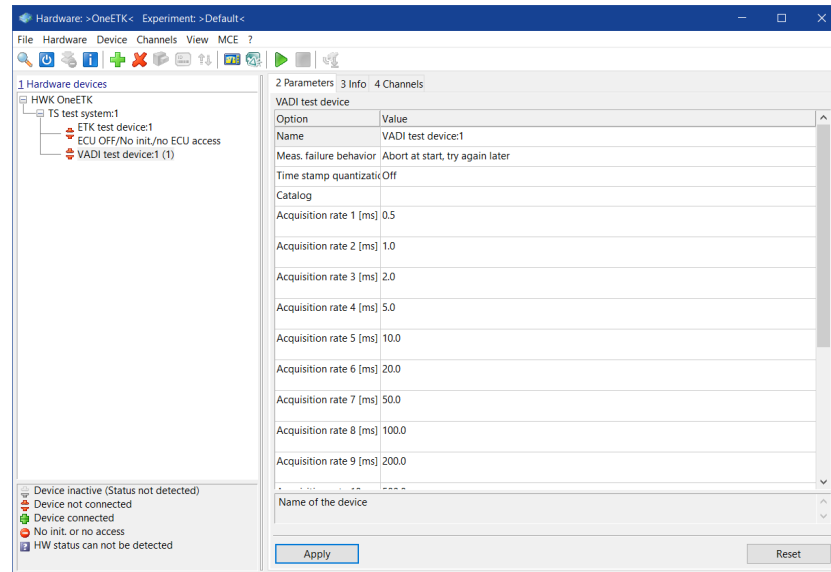 Hardware: >OneETK<  Experiment: >Default<
File Hardware Device Channels View MCE ?
1 Hardware devices
HWK OneETK
TS test system:1
ETK test device:1
ECU OFF/No init./no ECU access
VADI test device:1 (1)
Device inactive (Status not detected)
Device not connected
Device connected
No init. or no access
HW status can not be detected
2 Parameters 3 Info 4 Channels
VADI test device
Option Value
Name VADI test device:1
Meas. failure behavior Abort at start, try again later
Time stamp quantizatic Off
Catalog
Acquisition rate 1 [ms] 0.5
Acquisition rate 2 [ms] 1.0
Acquisition rate 3 [ms] 2.0
Acquisition rate 4 [ms] 5.0
Acquisition rate 5 [ms] 10.0
Acquisition rate 6 [ms] 20.0
Acquisition rate 7 [ms] 50.0
Acquisition rate 8 [ms] 100.0
Acquisition rate 9 [ms] 200.0
Name of the device
Apply Reset